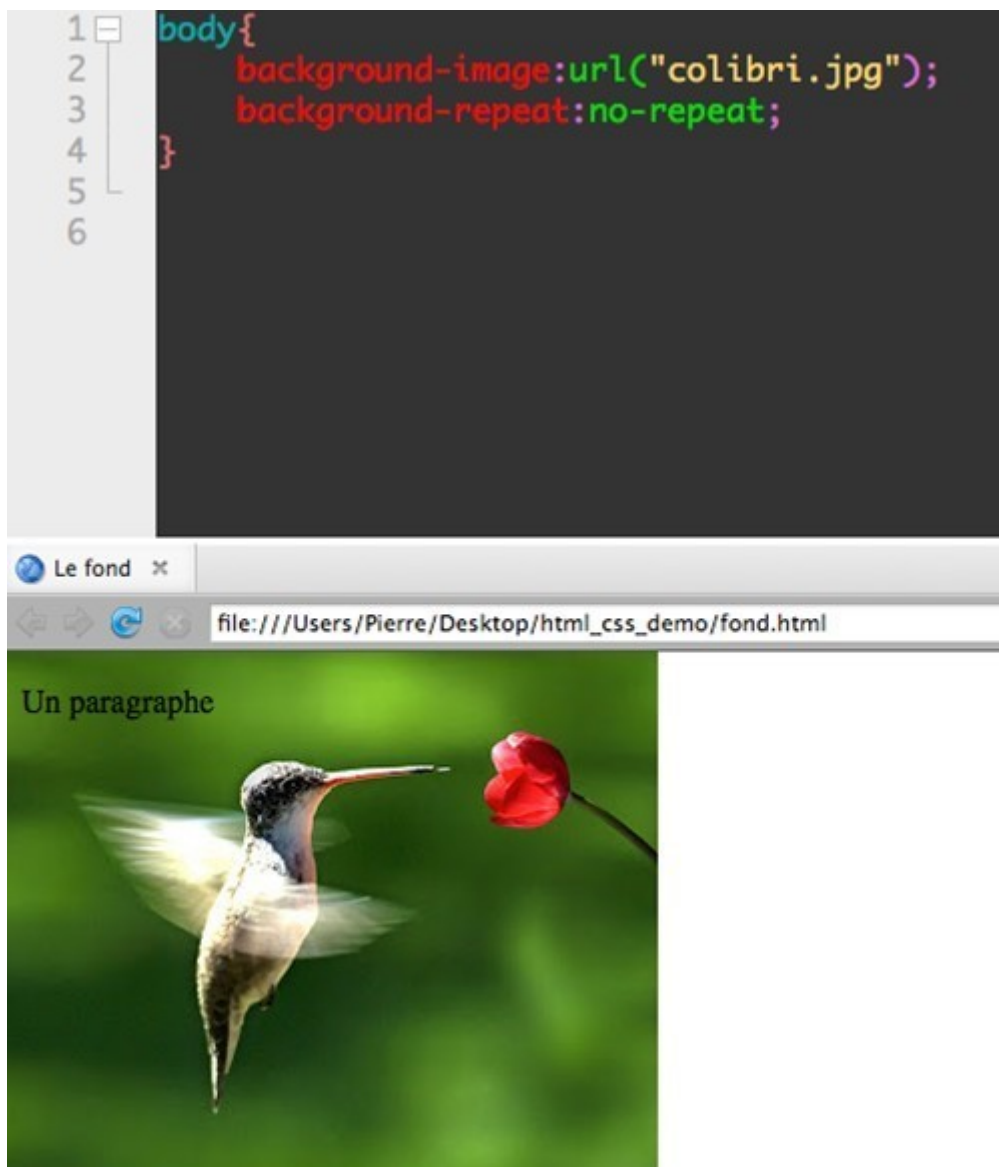 1 body{
2 background-image:url("colibri.jpg");
3 background-repeat:no-repeat;
4 }
5
6
Le fond
file:///Users/Pierre/Desktop/html_css_demo/fond.html
Un paragraphe